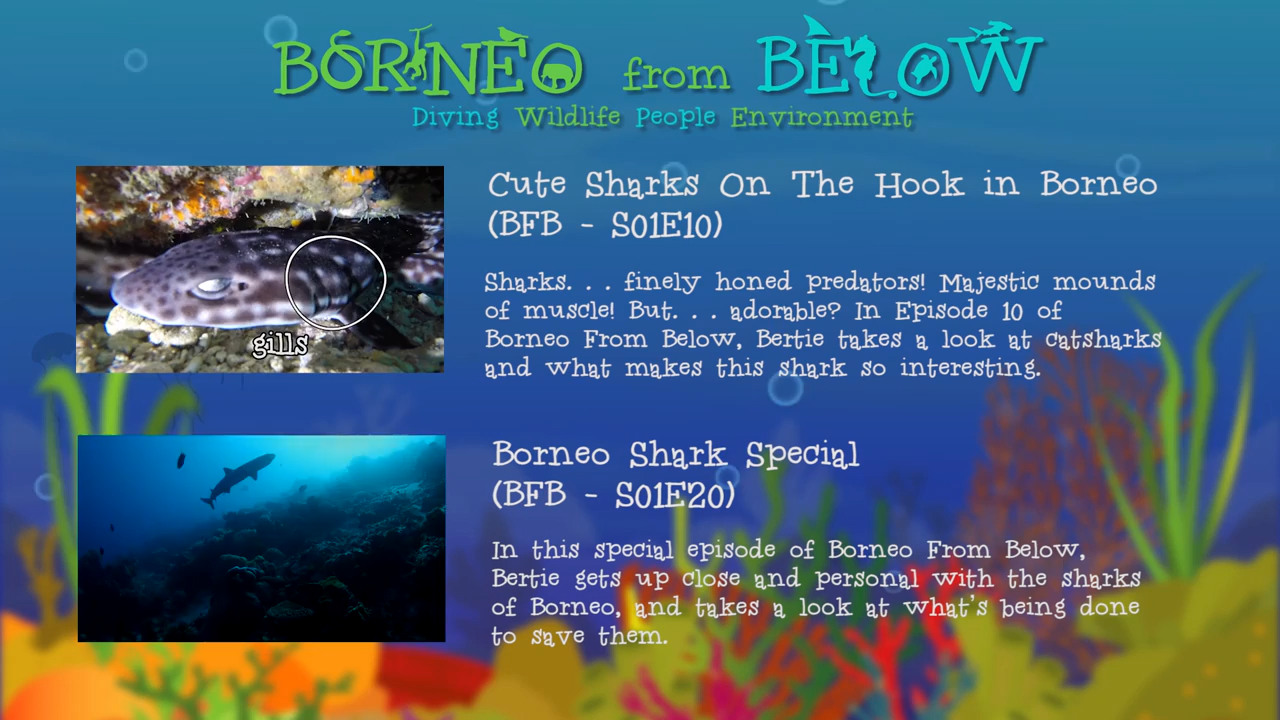 BORNEO from BELOW
Diving Wildlife People Environment
gills
Cute Sharks On The Hook in Borneo
(BFB - S01E10)
Sharks. . . finely honed predators! Majestic mounds
of muscle! But. . . adorable? In Episode 10 of
Borneo From Below, Bertie takes a look at catsharks
and what makes this shark so interesting.
Borneo Shark Special
(BFB - S01E20)
In this special episode of Borneo From Below,
Bertie gets up close and personal with the sharks
of Borneo, and takes a look at what's being done
to save them.